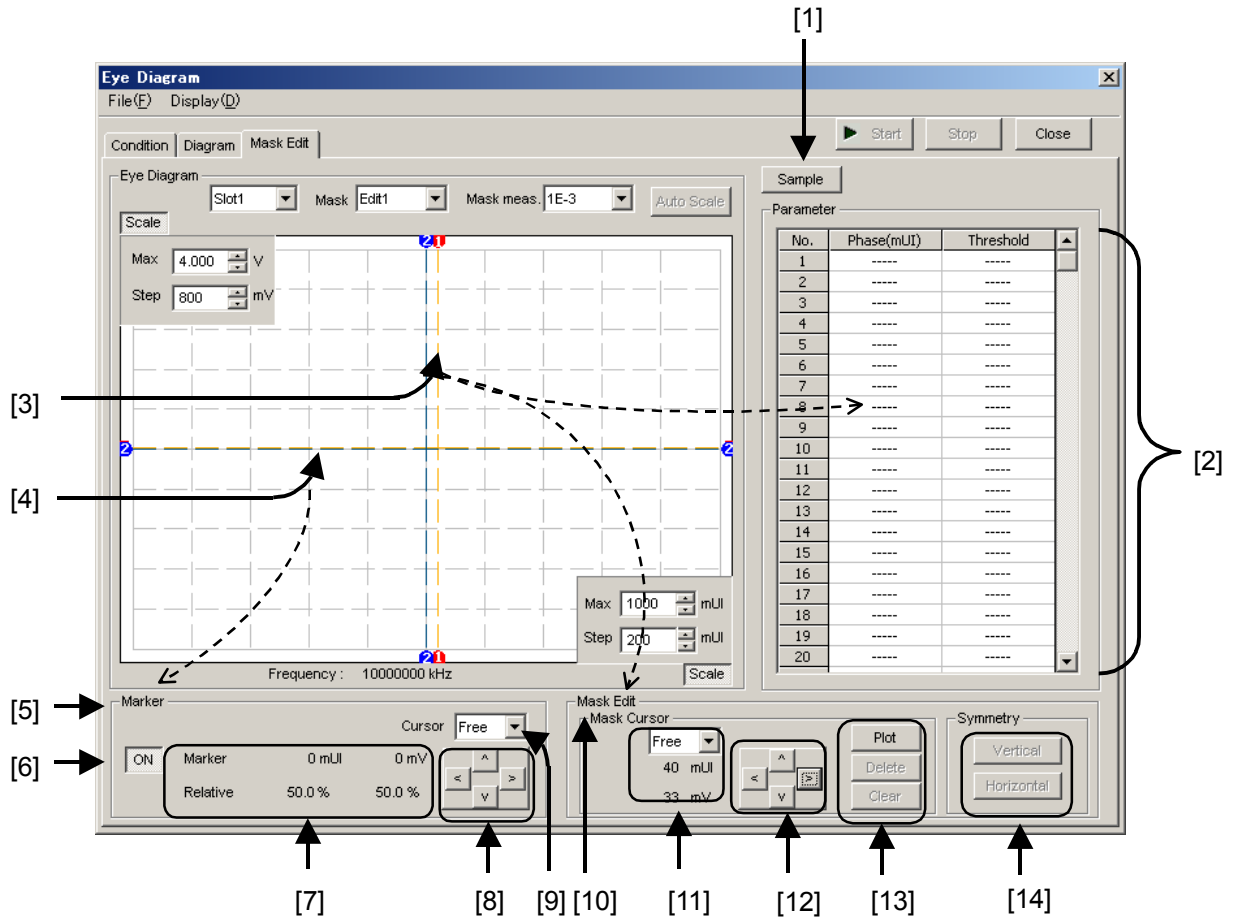 [1]
Eye Diagram
File(F) Display(D)
Condition Diagram Mask Edit
Start Stop Close
Eye Diagram
Slot1 Mask Edit1 Mask meas. 1E-3 Auto Scale
Scale
Max 4.000 V
Step 800 mV
2 1
2 2
Max 1000 mUI
Step 200 mUI
2 1
Frequency : 10000000 kHz
Scale
Sample
Parameter
No. Phase(mUI) Threshold
1 ----- -----
2 ----- -----
3 ----- -----
4 ----- -----
5 ----- -----
6 ----- -----
7 ----- -----
8 ----- -----
9 ----- -----
10 ----- -----
11 ----- -----
12 ----- -----
13 ----- -----
14 ----- -----
15 ----- -----
16 ----- -----
17 ----- -----
18 ----- -----
19 ----- -----
20 ----- -----
[2]
[3]
[4]
[5]
[6]
Marker
Cursor Free
ON Marker 0 mUI 0 mV
Relative 50.0 % 50.0 %
^
< >
v
Mask Edit
Mask Cursor
Free
40 mUI
33 mV
^
< >
v
Plot
Delete
Clear
Symmetry
Vertical
Horizontal
[7] [8] [9] [10] [11] [12] [13] [14]